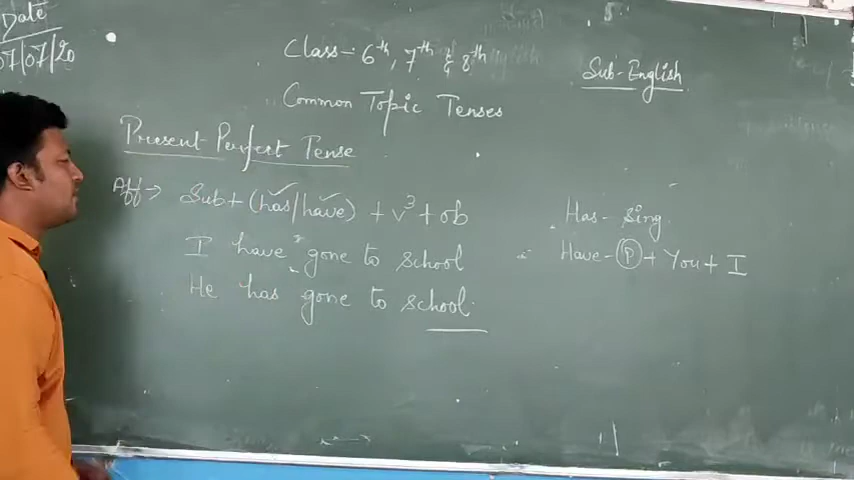 Date
07/07/20
Class- 6th, 7th & 8th
Sub-English
Common Topic Tenses
Present Perfect Tense
Aff → Sub + (has/have) + v3 + ob
I have gone to school
He has gone to school.
Has - sing.
Have - P + You + I